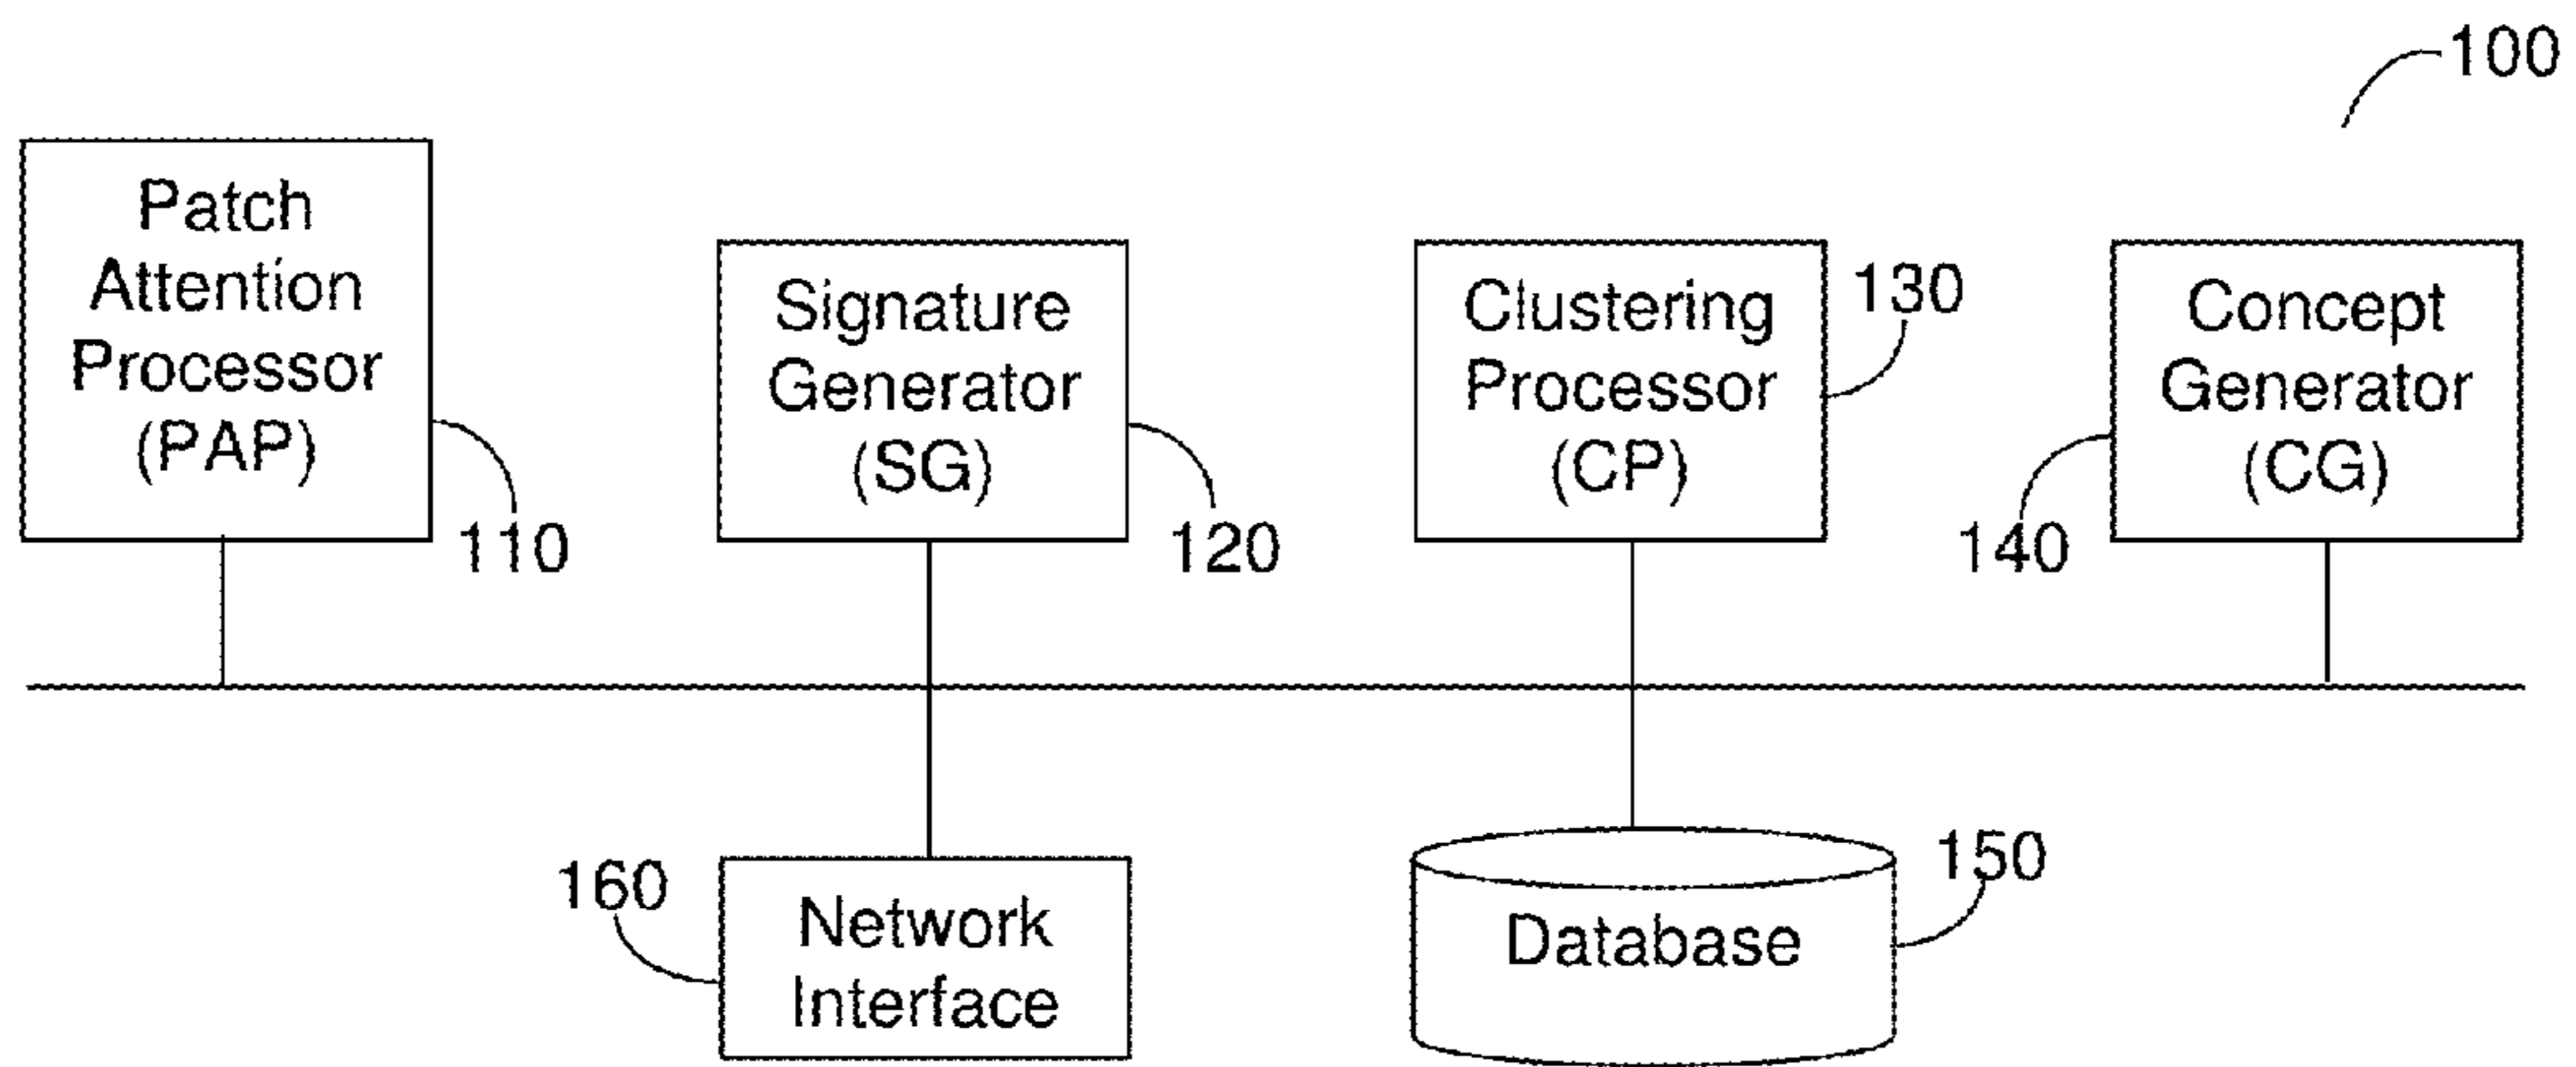 100
Patch
Attention
Processor
(PAP)
110
Signature
Generator
(SG)
120
Clustering
Processor
(CP)
130
Concept
Generator
(CG)
140
160
Network
Interface
Database
150